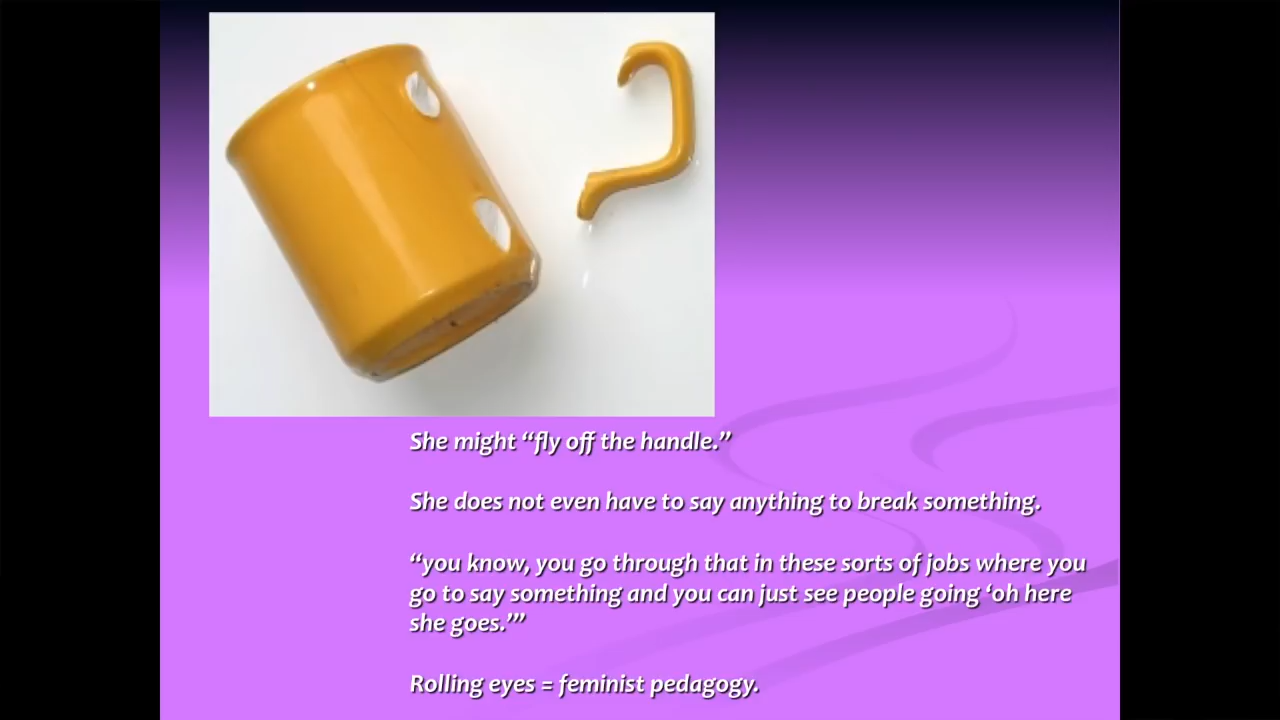 She might “fly off the handle.”
She does not even have to say anything to break something.
“you know, you go through that in these sorts of jobs where you
go to say something and you can just see people going ‘oh here
she goes.’”
Rolling eyes = feminist pedagogy.